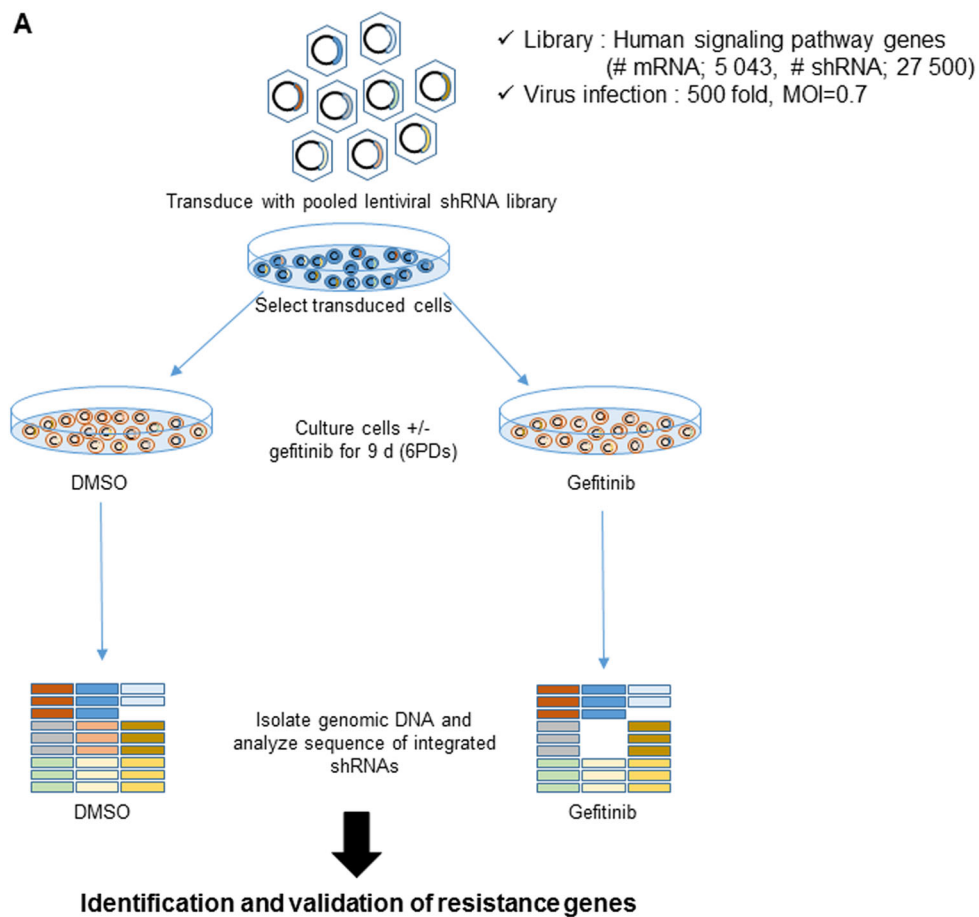 A
✓ Library : Human signaling pathway genes
(# mRNA; 5 043, # shRNA; 27 500)
✓ Virus infection : 500 fold, MOI=0.7
Transduce with pooled lentiviral shRNA library
Select transduced cells
Culture cells +/-
gefitinib for 9 d (6PDs)
DMSO
Gefitinib
Isolate genomic DNA and
analyze sequence of integrated
shRNAs
DMSO
Gefitinib
Identification and validation of resistance genes